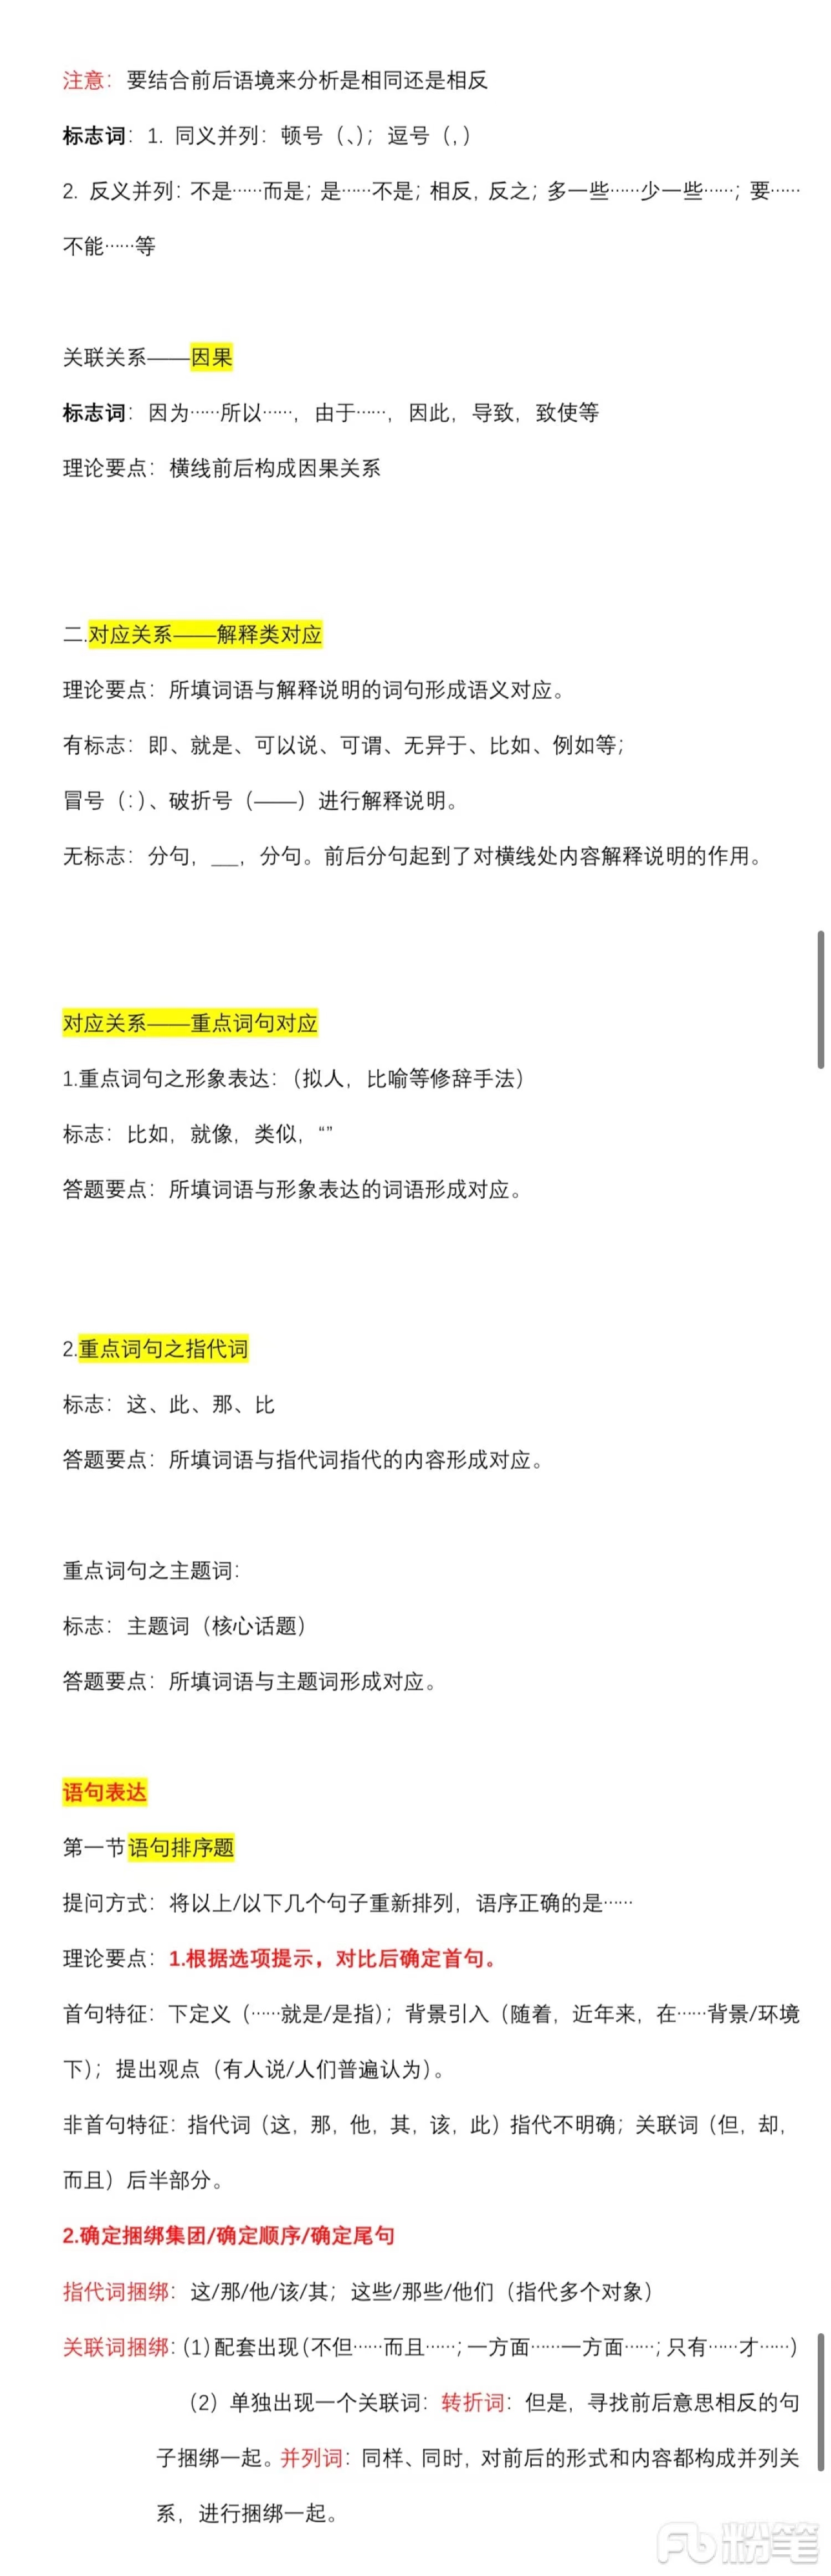 注意：要结合前后语境来分析是相同还是相反
标志词：1. 同义并列：顿号（、）；逗号（，）
2. 反义并列：不是……而是；是……不是；相反，反之；多一些……少一些……；要……
不能……等
关联关系——因果
标志词：因为……所以……，由于……，因此，导致，致使等
理论要点：横线前后构成因果关系
二.对应关系——解释类对应
理论要点：所填词语与解释说明的词句形成语义对应。
有标志：即、就是、可以说、可谓、无异于、比如、例如等；
冒号（：）、破折号（——）进行解释说明。
无标志：分句，___，分句。前后分句起到了对横线处内容解释说明的作用。
对应关系——重点词句对应
1.重点词句之形象表达：（拟人，比喻等修辞手法）
标志：比如，就像，类似，“”
答题要点：所填词语与形象表达的词语形成对应。
2.重点词句之指代词
标志：这、此、那、比
答题要点：所填词语与指代词指代的内容形成对应。
重点词句之主题词：
标志：主题词（核心话题）
答题要点：所填词语与主题词形成对应。
语句表达
第一节语句排序题
提问方式：将以上/以下几个句子重新排列，语序正确的是……
理论要点：1.根据选项提示，对比后确定首句。
首句特征：下定义（……就是/是指）；背景引入（随着，近年来，在……背景/环境
下）；提出观点（有人说/人们普遍认为）。
非首句特征：指代词（这，那，他，其，该，此）指代不明确；关联词（但，却，
而且）后半部分。
2.确定捆绑集团/确定顺序/确定尾句
指代词捆绑：这/那/他/该/其；这些/那些/他们（指代多个对象）
关联词捆绑：（1）配套出现（不但……而且……；一方面……一方面……；只有……才……）
（2）单独出现一个关联词：转折词：但是，寻找前后意思相反的句
子捆绑一起。并列词：同样、同时，对前后的形式和内容都构成并列关
系，进行捆绑一起。
粉笔